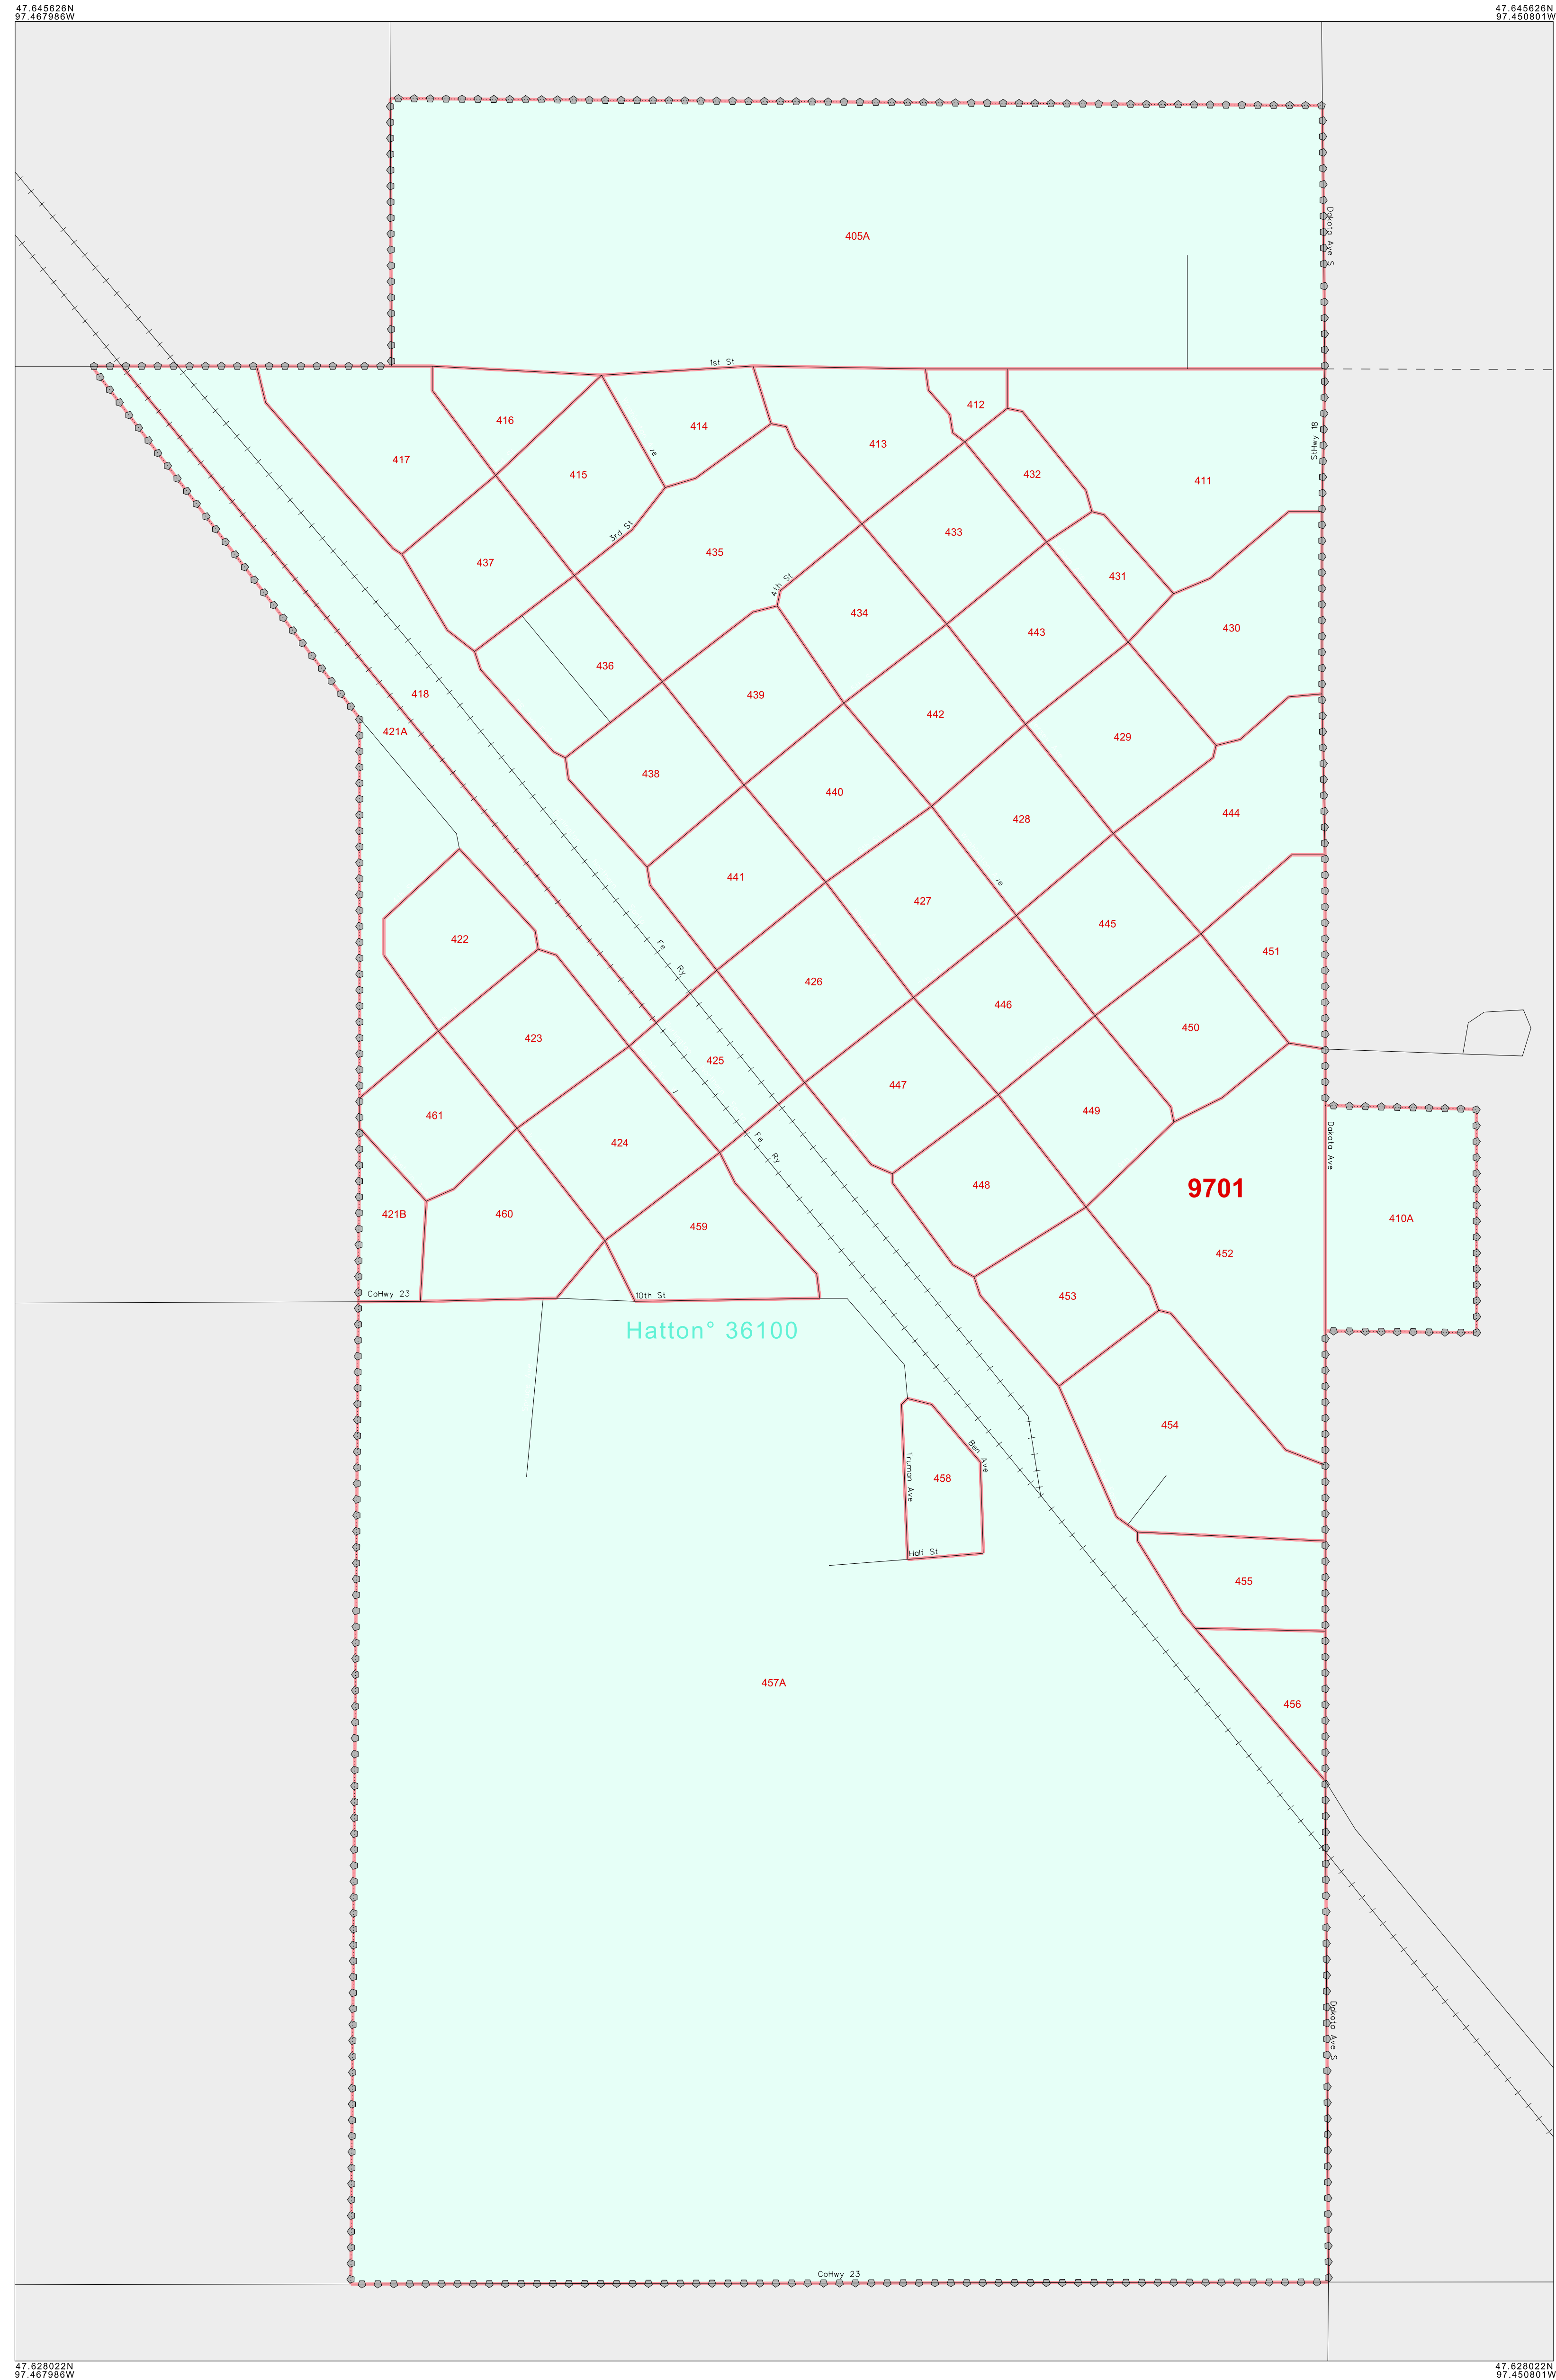 47.645626N
97.467986W
47.645626N
97.450801W
Dakota Ave S
405A
1st St
412
414
416
413
StHwy 18
417
re
415
432
411
3rd St
433
435
437
431
4th St
434
430
443
436
418
439
442
421A
429
438
440
444
428
441
re
427
445
422
Fe Ry
451
426
446
423
450
425
l
447
461
449
Fe Ry
Dakota Ave
424
448
9701
421B
460
459
410A
452
CoHwy 23
10th St
453
Hatton° 36100
454
Ben Ave
Truman Ave
458
Half St
455
457A
456
Dakota Ave S
CoHwy 23
47.628022N
97.467986W
47.628022N
97.450801W